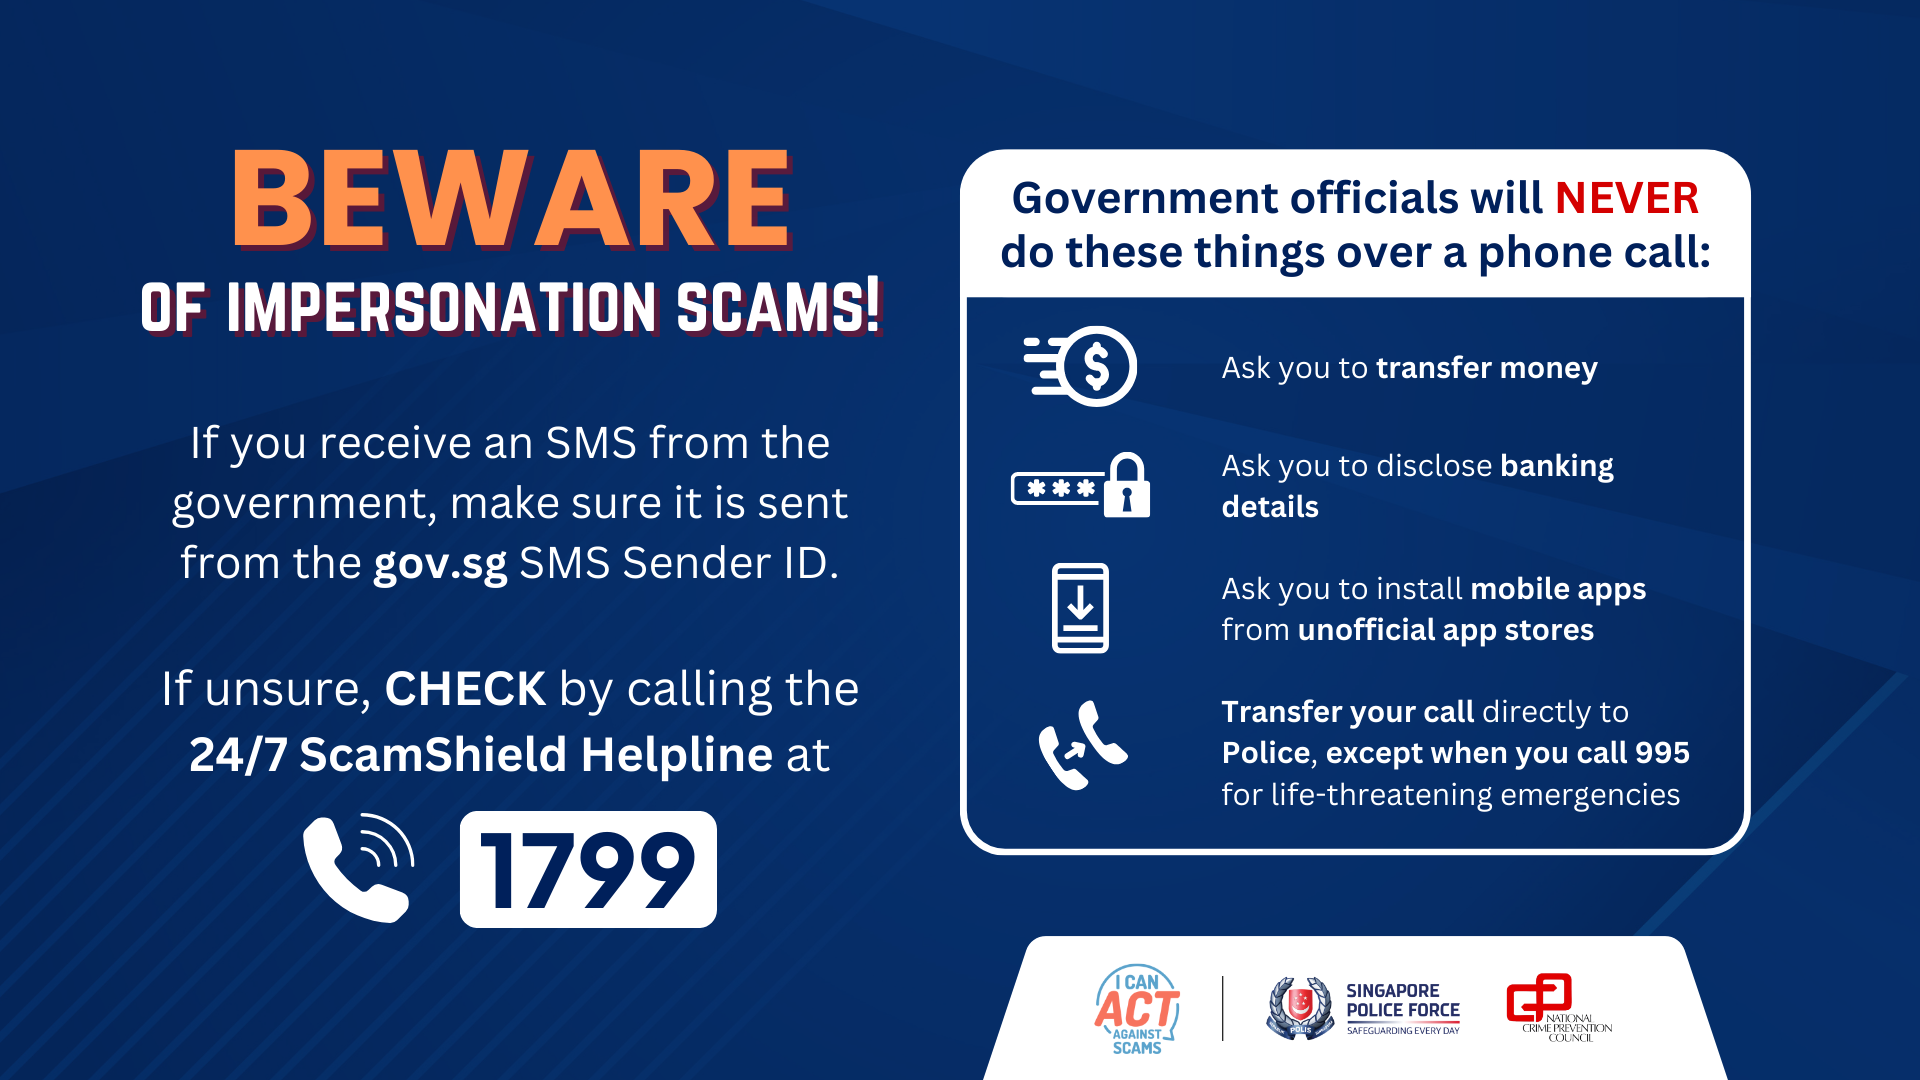 BEWARE
OF IMPERSONATION SCAMS!
If you receive an SMS from the
government, make sure it is sent
from the gov.sg SMS Sender ID.
If unsure, CHECK by calling the
24/7 ScamShield Helpline at
1799
Government officials will NEVER
do these things over a phone call:
Ask you to transfer money
***
Ask you to disclose banking
details
Ask you to install mobile apps
from unofficial app stores
Transfer your call directly to
Police, except when you call 995
for life-threatening emergencies
I CAN
ACT
AGAINST
SCAMS
POLIS
SINGAPORE
POLICE FORCE
SAFEGUARDING EVERY DAY
NATIONAL
CRIME PREVENTION
COUNCIL